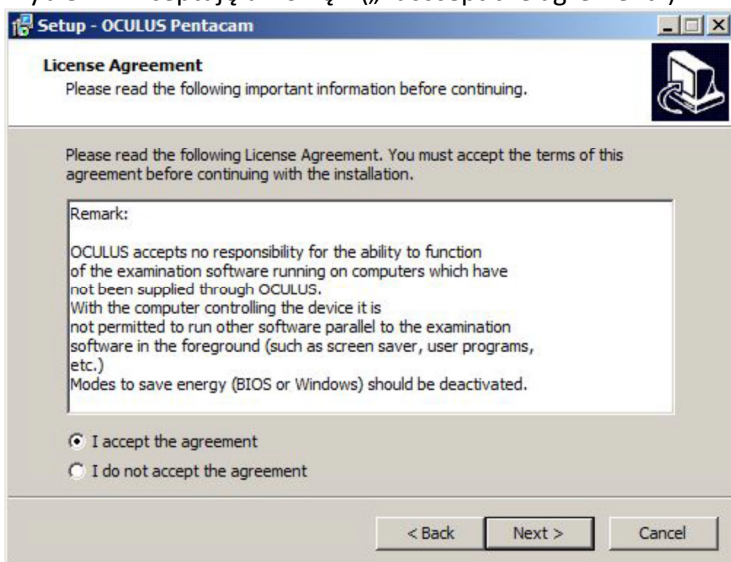 Setup - OCULUS Pentacam
License Agreement
Please read the following important information before continuing.
Please read the following License Agreement. You must accept the terms of this
agreement before continuing with the installation.
Remark:
OCULUS accepts no responsibility for the ability to function
of the examination software running on computers which have
not been supplied through OCULUS.
With the computer controlling the device it is
not permitted to run other software parallel to the examination
software in the foreground (such as screen saver, user programs,
etc.)
Modes to save energy (BIOS or Windows) should be deactivated.
I accept the agreement
I do not accept the agreement
< Back Next > Cancel